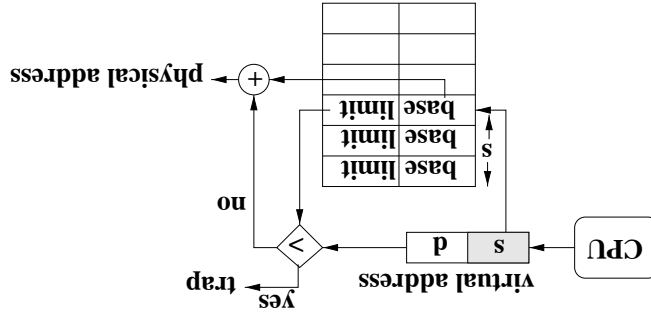 yes
trap
virtual address
CPU
s
d
>
no
s
base limit
base limit
base limit
+
physical address